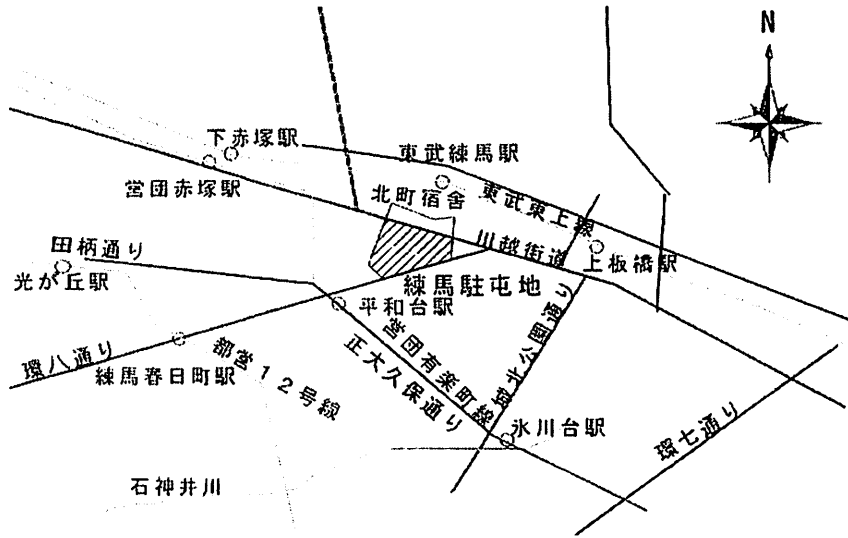 N
下赤塚駅
東武練馬駅
営団赤塚駅
北町宿舎
東武東上線
川越街道
上板橋駅
田柄通り
光が丘駅
練馬駐屯地
平和台駅
環八通り
練馬春日町駅
都営12号線
営団有楽町線
正大久保通り
城北公園通り
氷川台駅
環七通り
石神井川